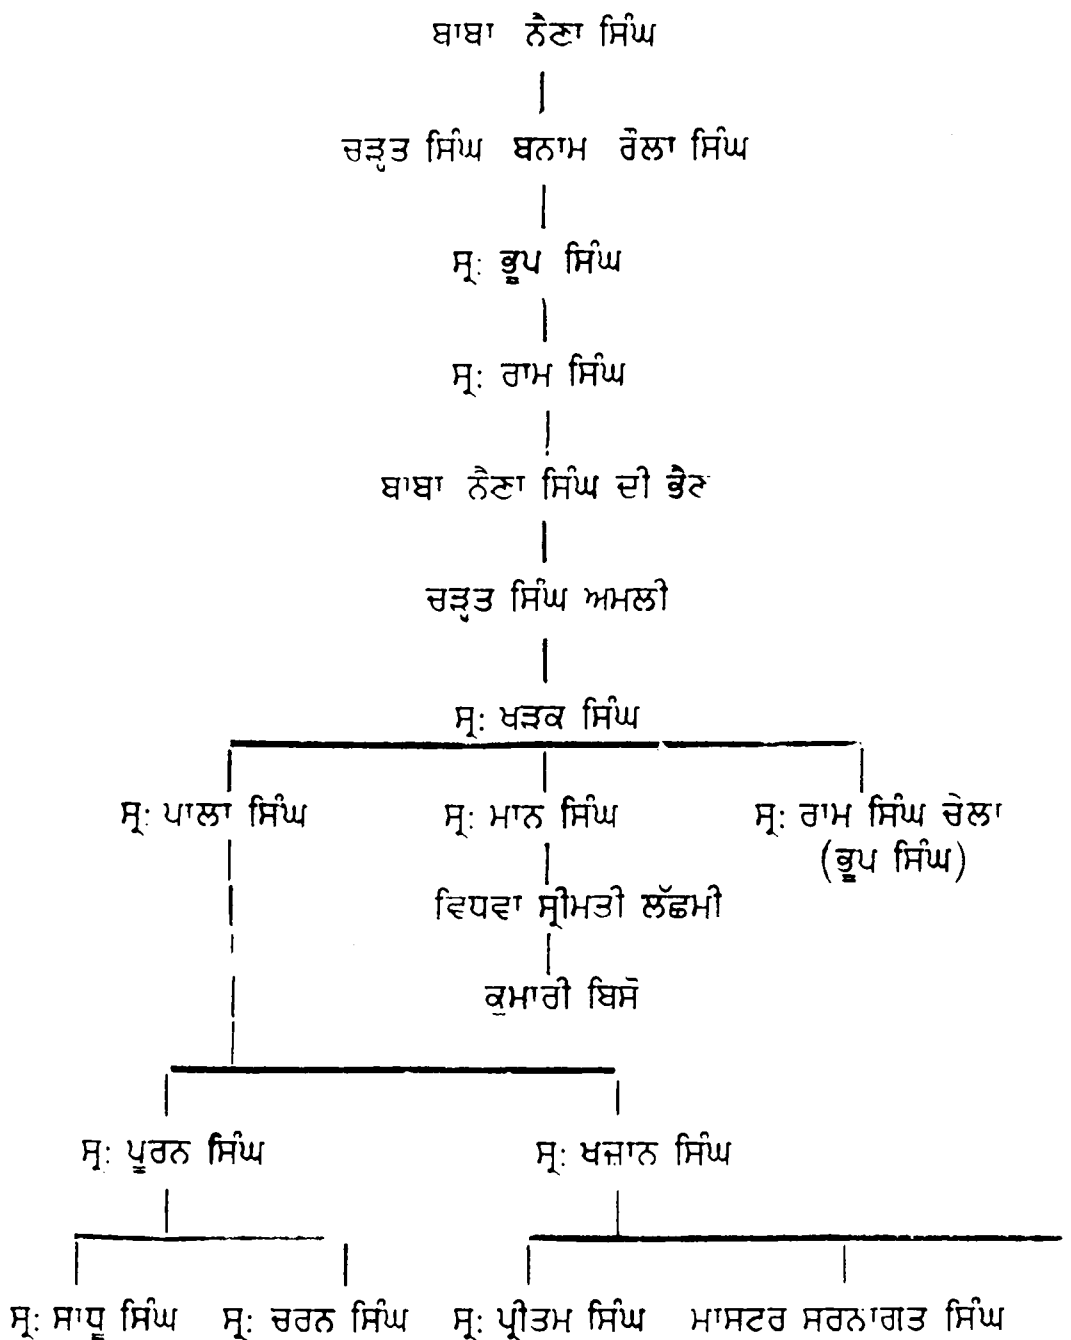 ਬਾਬਾ ਨੈਣਾ ਸਿੰਘ
ਚੜ੍ਹਤ ਸਿੰਘ ਬਨਾਮ ਰੌਲਾ ਸਿੰਘ
ਸ੍ਰ: ਭੂਪ ਸਿੰਘ
ਸ੍ਰ: ਰਾਮ ਸਿੰਘ
ਬਾਬਾ ਨੈਣਾ ਸਿੰਘ ਦੀ ਭੈਣ
ਚੜ੍ਹਤ ਸਿੰਘ ਅਮਲੀ
ਸ੍ਰ: ਖੜਕ ਸਿੰਘ
ਸ੍ਰ: ਪਾਲਾ ਸਿੰਘ ਸ੍ਰ: ਮਾਨ ਸਿੰਘ ਸ੍ਰ: ਰਾਮ ਸਿੰਘ ਚੇਲਾ
(ਭੂਪ ਸਿੰਘ)
ਵਿਧਵਾ ਸ੍ਰੀਮਤੀ ਲੱਛਮੀ
ਕੁਮਾਰੀ ਬਿਸੋ
ਸ੍ਰ: ਪੂਰਨ ਸਿੰਘ ਸ੍ਰ: ਖਜ਼ਾਨ ਸਿੰਘ
ਸ੍ਰ: ਸਾਧੂ ਸਿੰਘ ਸ੍ਰ: ਚਰਨ ਸਿੰਘ ਸ੍ਰ: ਪ੍ਰੀਤਮ ਸਿੰਘ ਮਾਸਟਰ ਸਰਨਾਗਤ ਸਿੰਘ